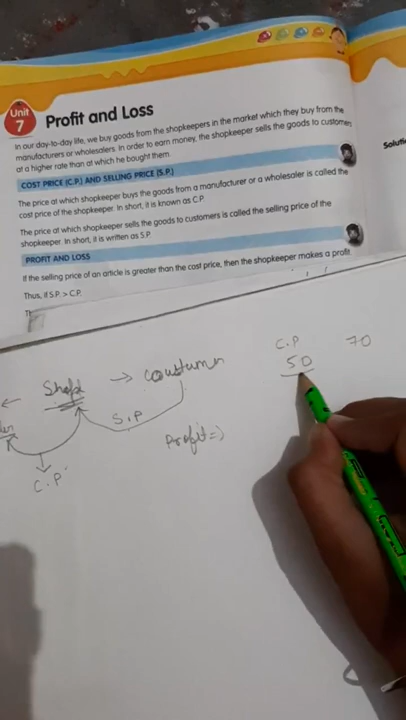 Unit
7
Profit and Loss
In our day-to-day life, we buy goods from the shopkeepers in the market which they buy from the
manufacturers or wholesalers. In order to earn money, the shopkeeper sells the goods to customers
at a higher rate than at which he bought them.
COST PRICE (C.P.) AND SELLING PRICE (S.P.)
The price at which shopkeeper buys the goods from a manufacturer or a wholesaler is called the
cost price of the shopkeeper. In short, it is known as C.P.
The price at which shopkeeper sells the goods to customers is called the selling price of the
shopkeeper. In short, it is written as S.P.
PROFIT AND LOSS
If the selling price of an article is greater than the cost price, then the shopkeeper makes a profit.
Thus, if S.P. > C.P.
C.P
50 70
← →
S.P
Profit ⇒
C.P